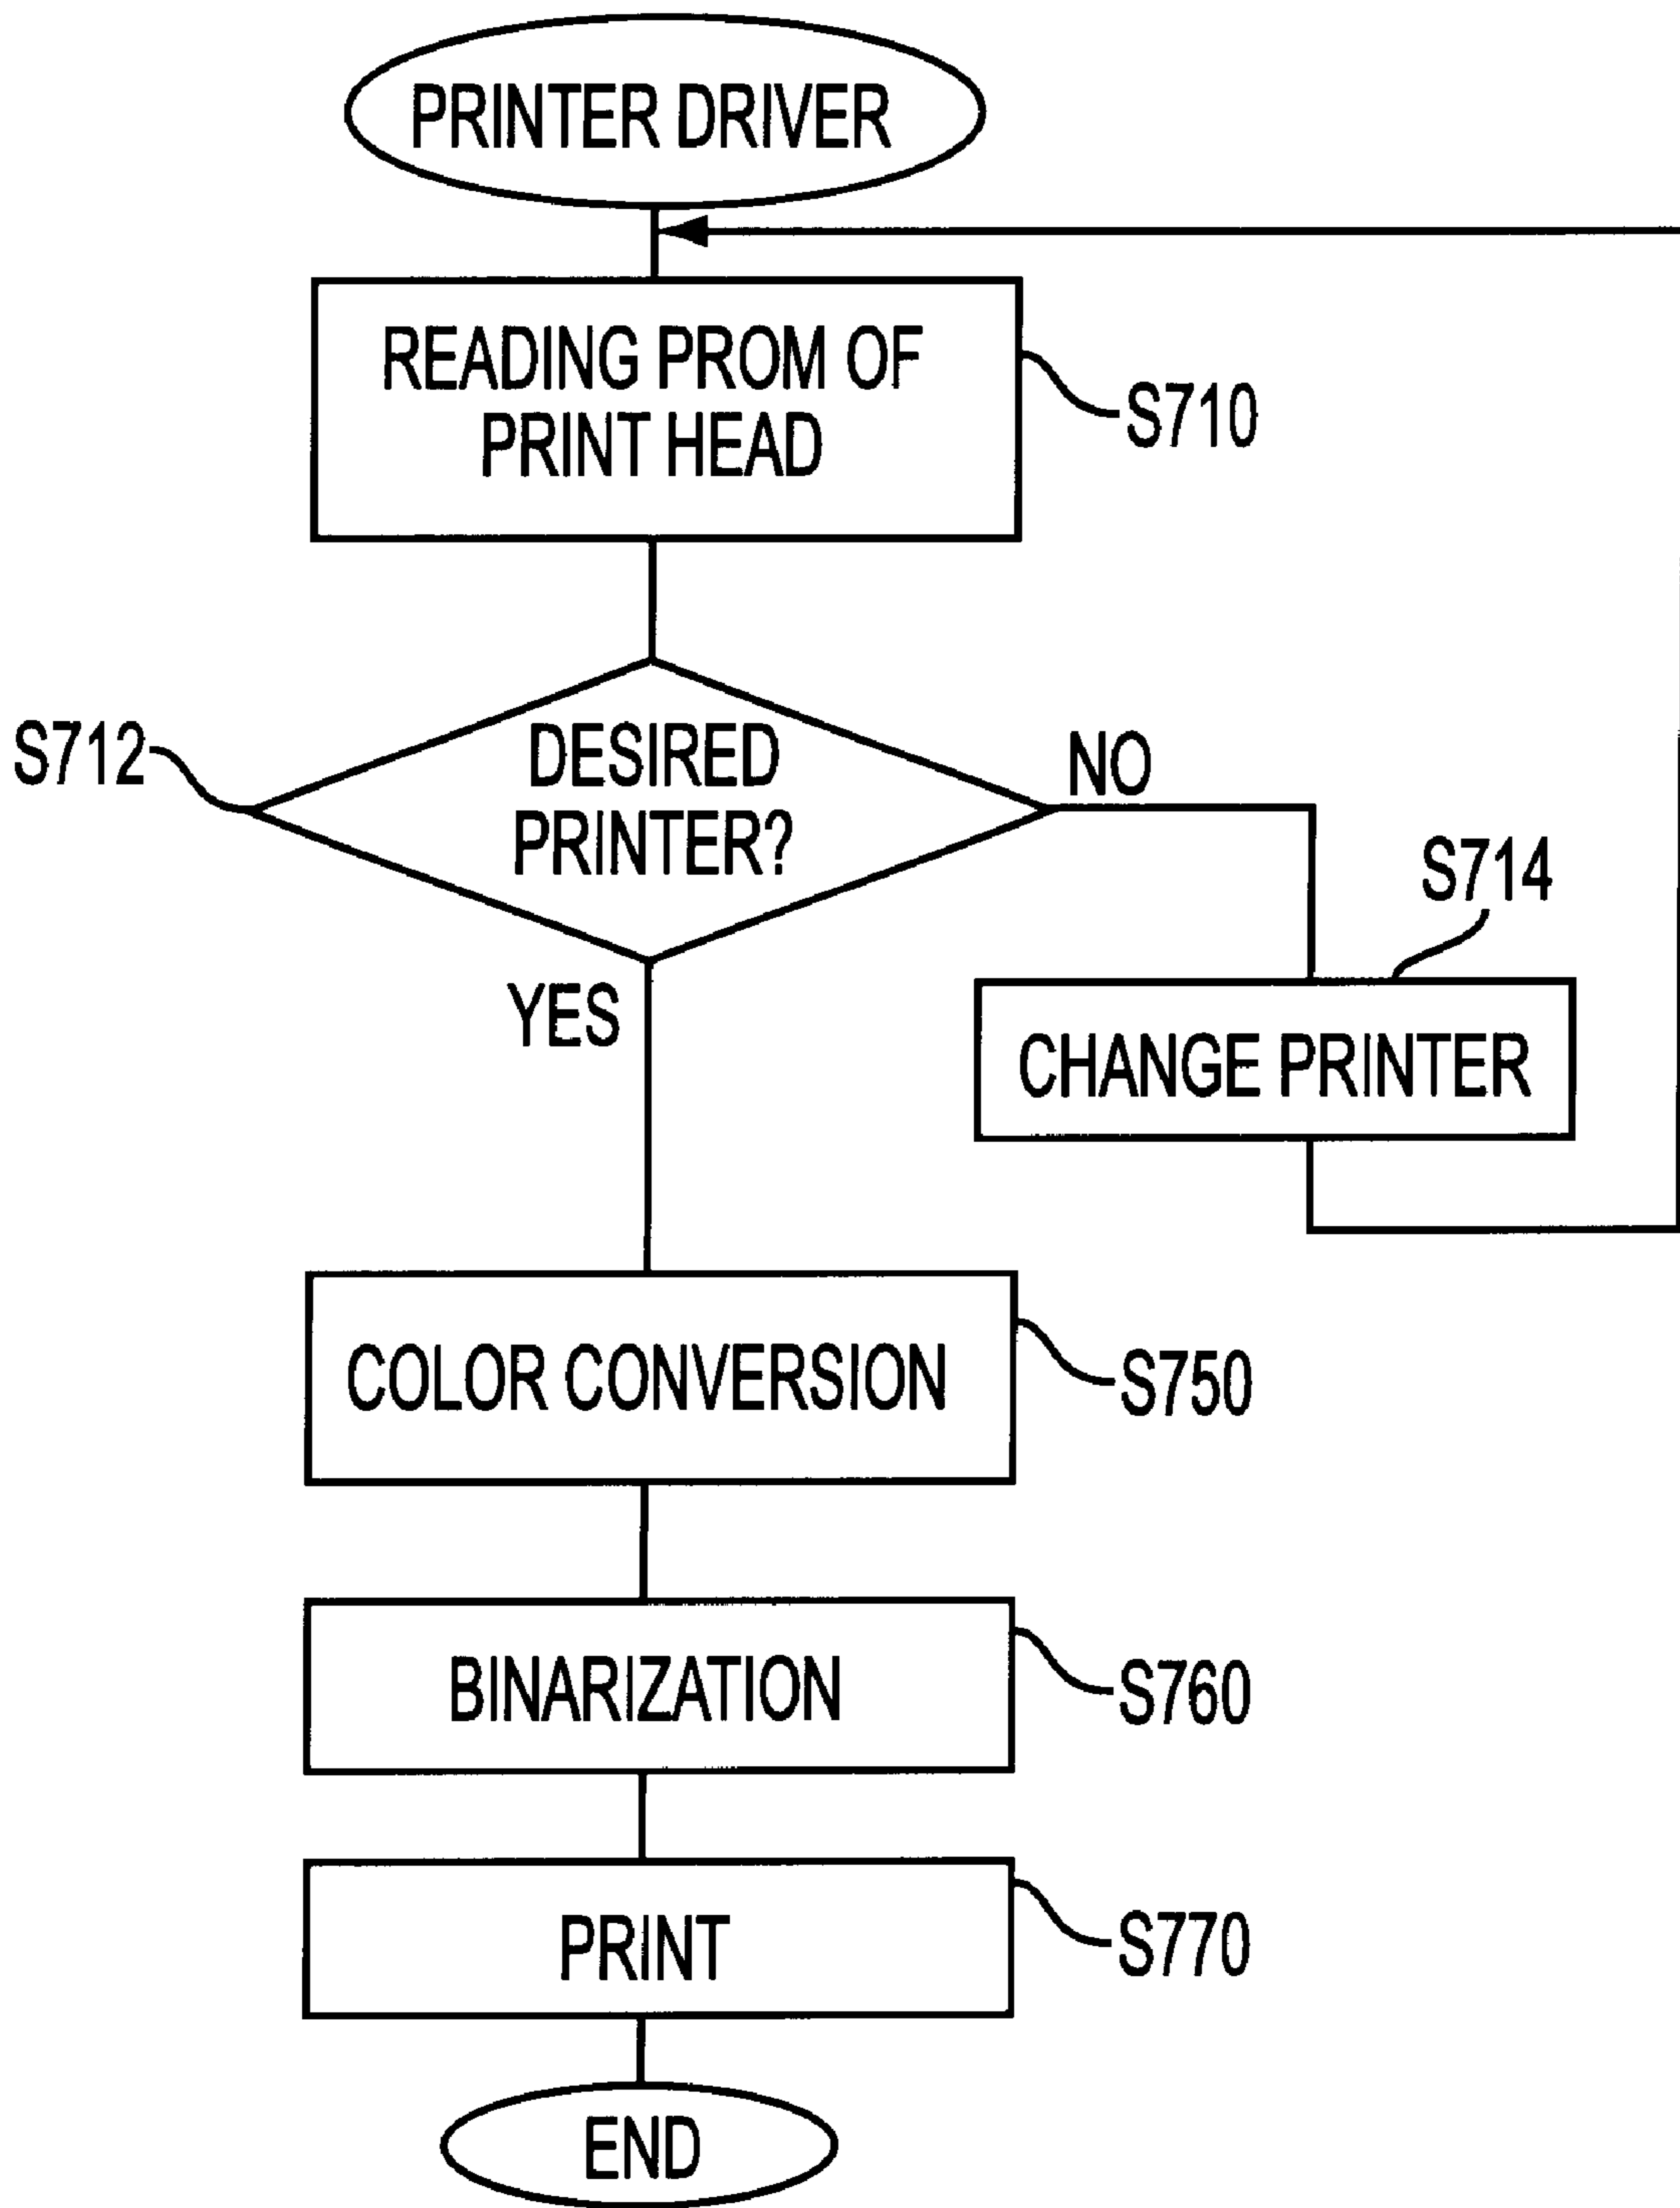 PRINTER DRIVER
READING PROM OF
PRINT HEAD
S710
S712
DESIRED
PRINTER?
NO
YES
S714
CHANGE PRINTER
COLOR CONVERSION
S750
BINARIZATION
S760
PRINT
S770
END